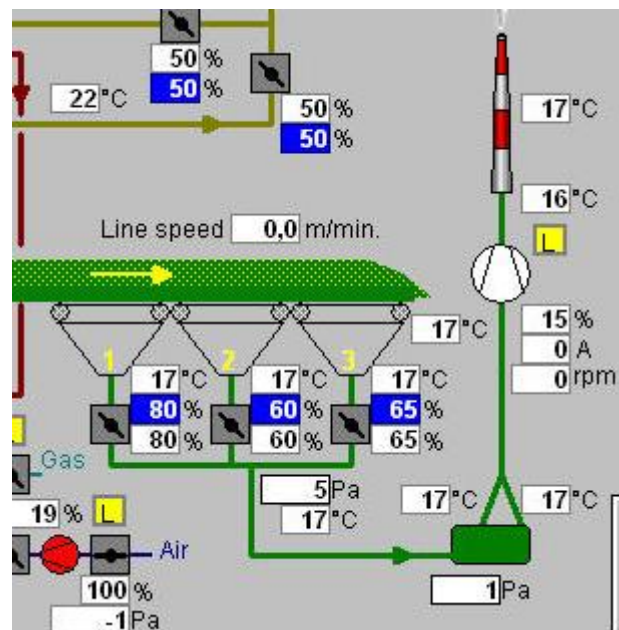 50 %
50 %
22 °C
50 %
50 %
17 °C
16 °C
L
Line speed 0,0 m/min.
17 °C
15 %
0 A
0 rpm
1 2 3
17 °C 17 °C 17 °C
80 % 60 % 65 %
80 % 60 % 65 %
Gas
5 Pa
17 °C
17 °C 17 °C
19 % L
Air
1 Pa
100 %
-1 Pa